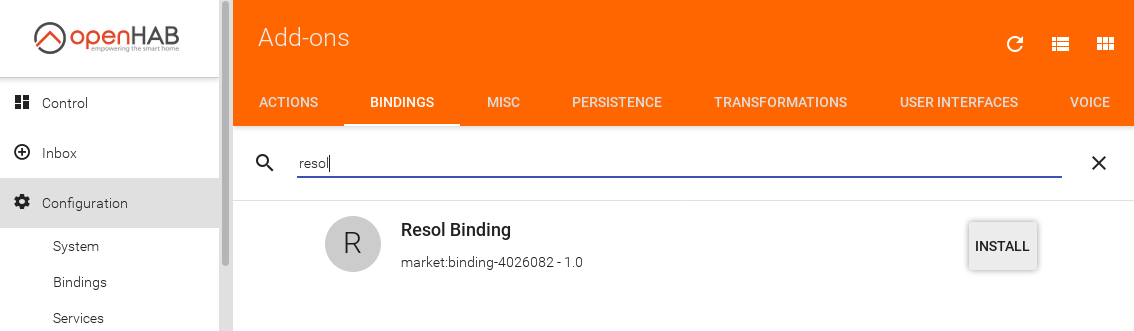 openHAB
empowering the smart home
Control
Inbox
Configuration
System
Bindings
Services
Add-ons
ACTIONS BINDINGS MISC PERSISTENCE TRANSFORMATIONS USER INTERFACES VOICE
resol
R
Resol Binding
market:binding-4026082 - 1.0
INSTALL